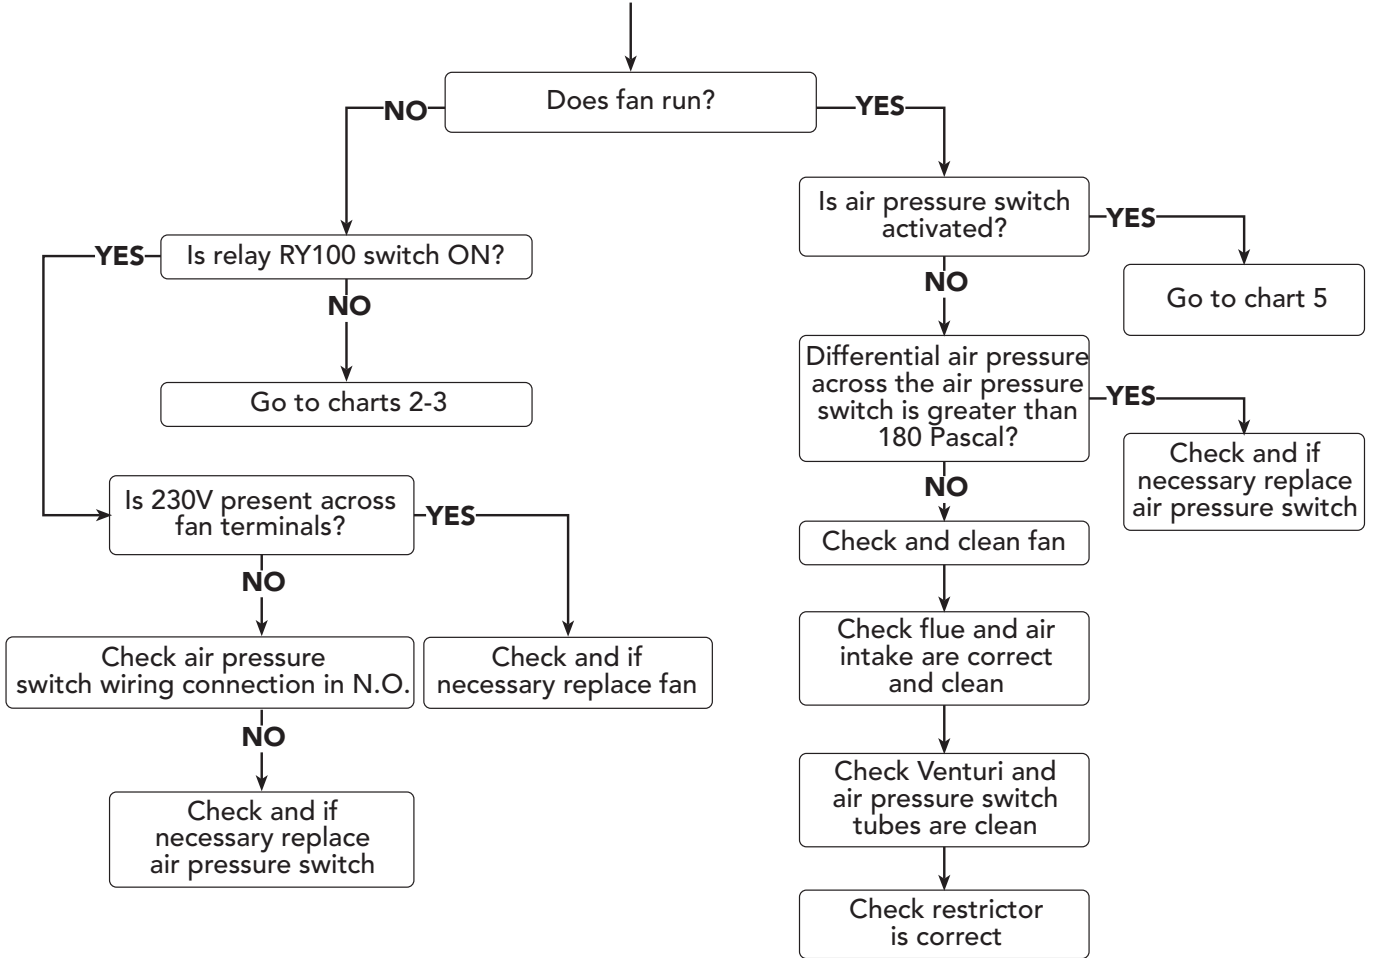 Does fan run?
NO
YES
Is air pressure switch
activated?
YES
Go to chart 5
NO
Is relay RY100 switch ON?
YES
NO
Go to charts 2-3
Differential air pressure
across the air pressure
switch is greater than
180 Pascal?
YES
Check and if
necessary replace
air pressure switch
NO
Is 230V present across
fan terminals?
YES
NO
Check and clean fan
Check air pressure
switch wiring connection in N.O.
Check and if
necessary replace fan
NO
Check and if
necessary replace
air pressure switch
Check flue and air
intake are correct
and clean
Check Venturi and
air pressure switch
tubes are clean
Check restrictor
is correct